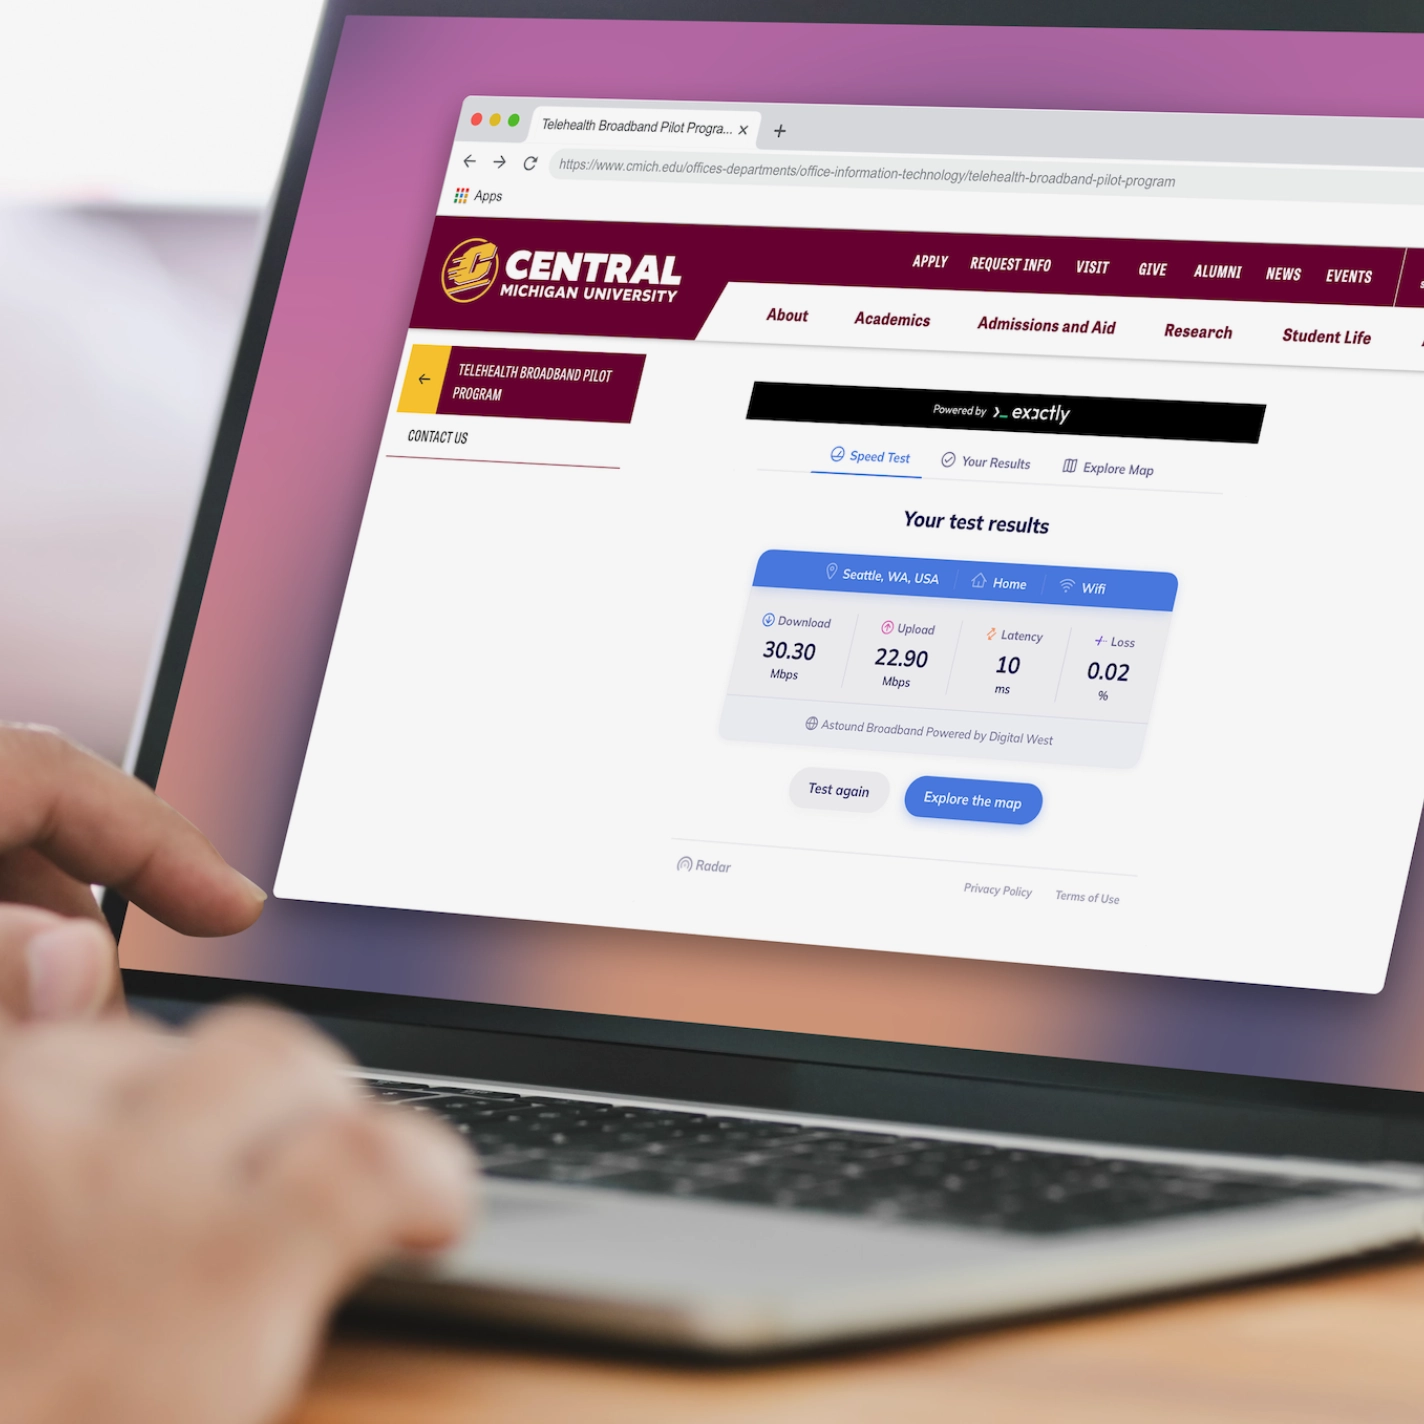 Telehealth Broadband Pilot Progra...
https://www.cmich.edu/offices-departments/office-information-technology/telehealth-broadband-pilot-program
Apps
CENTRAL
MICHIGAN UNIVERSITY
APPLY REQUEST INFO VISIT GIVE ALUMNI NEWS EVENTS
About Academics Admissions and Aid Research Student Life
TELEHEALTH BROADBAND PILOT
PROGRAM
CONTACT US
Powered by exactly
Speed Test Your Results Explore Map
Your test results
Seattle, WA, USA Home Wifi
Download Upload Latency Loss
30.30 22.90 10 0.02
Mbps Mbps ms %
Astound Broadband Powered by Digital West
Test again Explore the map
Radar
Privacy Policy Terms of Use